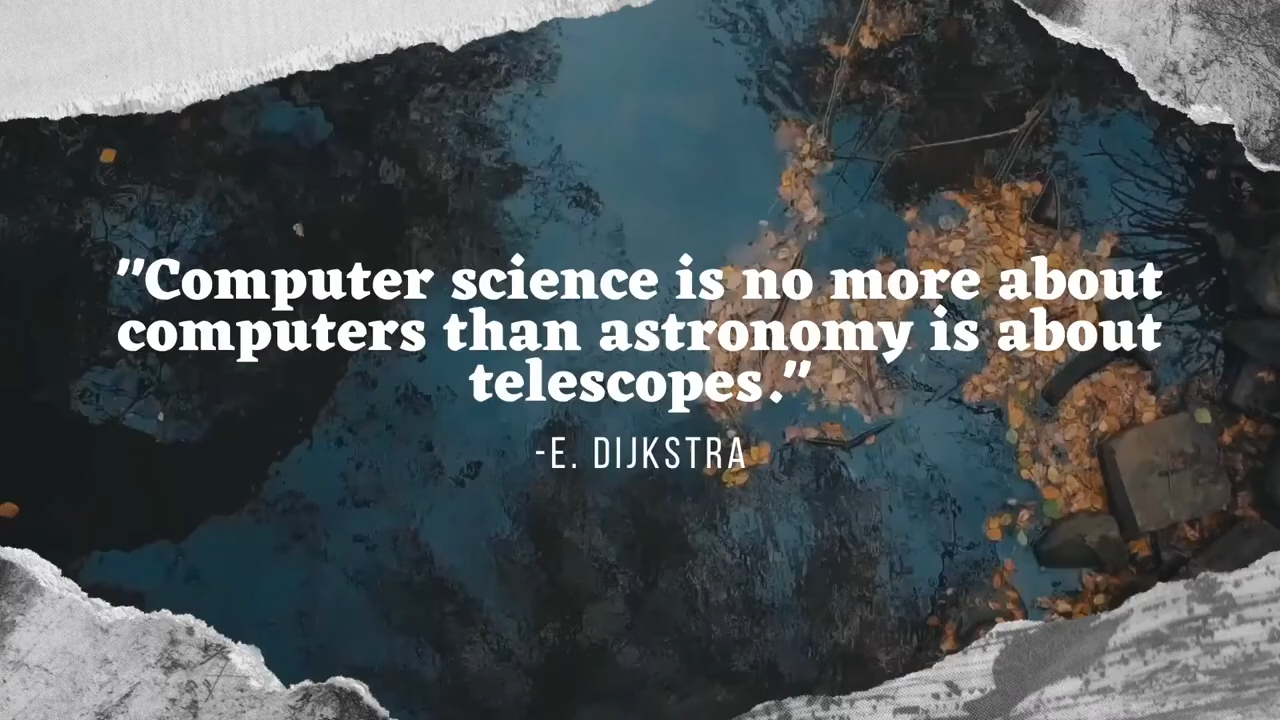 "Computer science is no more about
computers than astronomy is about
telescopes."
-E. DIJKSTRA